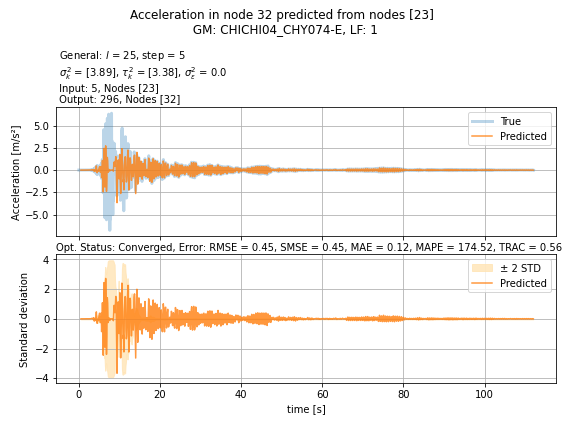 Acceleration in node 32 predicted from nodes [23]
GM: CHICHI04_CHY074-E, LF: 1
General: l = 25, step = 5
σ²ₖ = [3.89], τ²ₖ = [3.38], σ²ε = 0.0
Input: 5, Nodes [23]
Output: 296, Nodes [32]
True
Predicted
Acceleration [m/s²]
5.0
2.5
0.0
−2.5
−5.0
Opt. Status: Converged, Error: RMSE = 0.45, SMSE = 0.45, MAE = 0.12, MAPE = 174.52, TRAC = 0.56
± 2 STD
Predicted
Standard deviation
4
2
0
−2
−4
0 20 40 60 80 100
time [s]